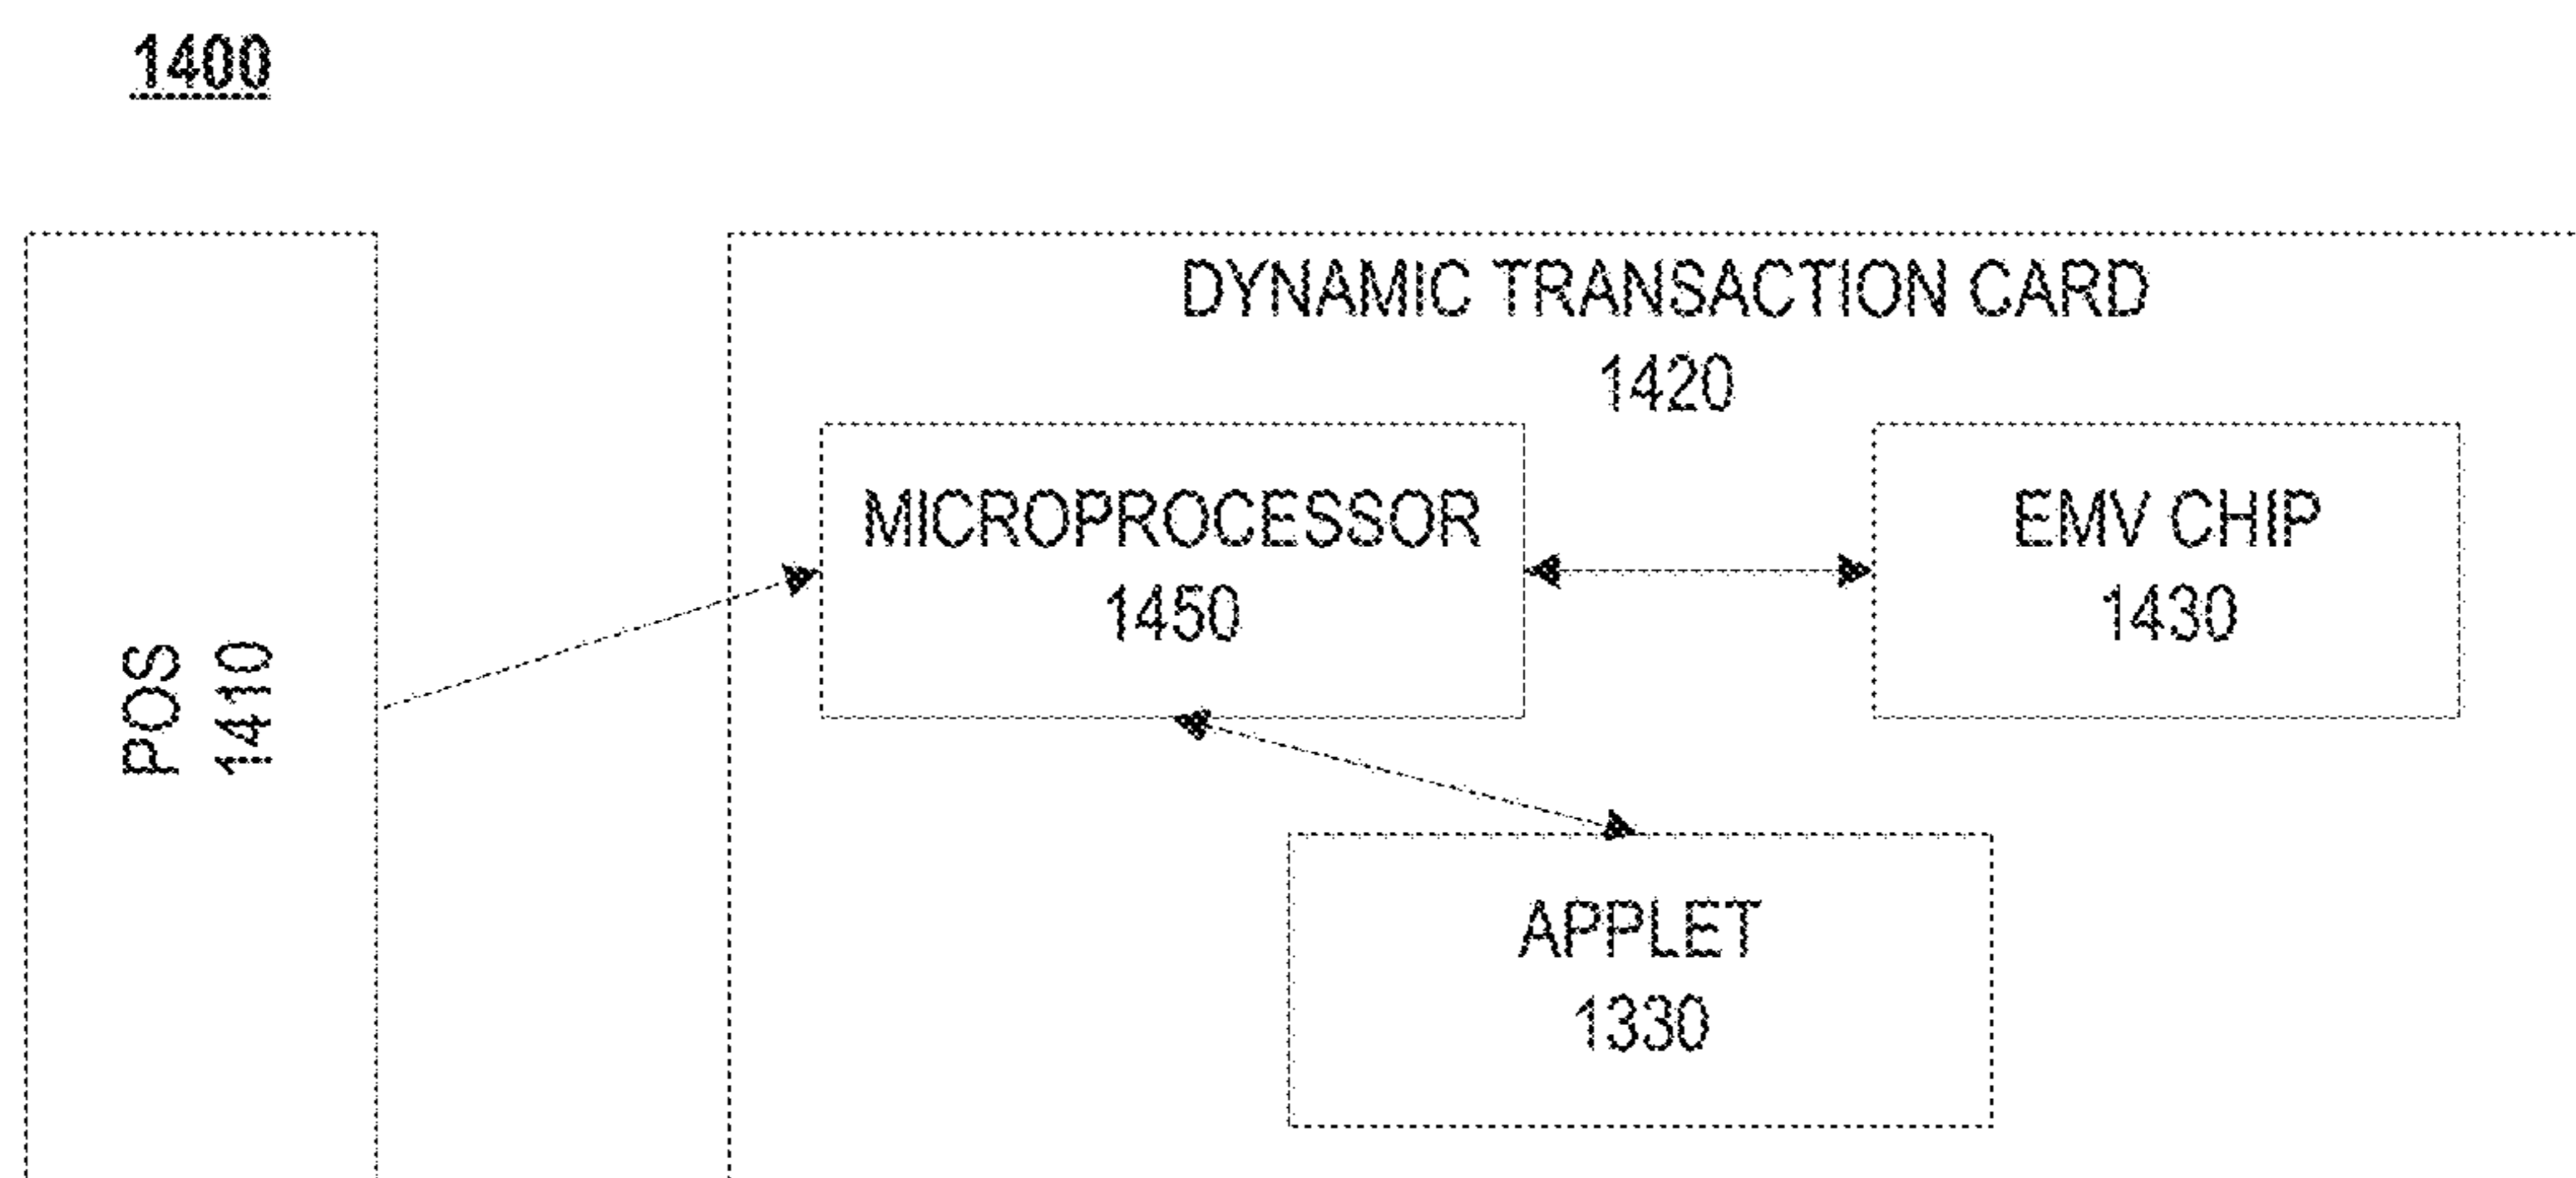 1400
DYNAMIC TRANSACTION CARD
1420
MICROPROCESSOR
1450
EMV CHIP
1430
POS
1410
APPLET
1330